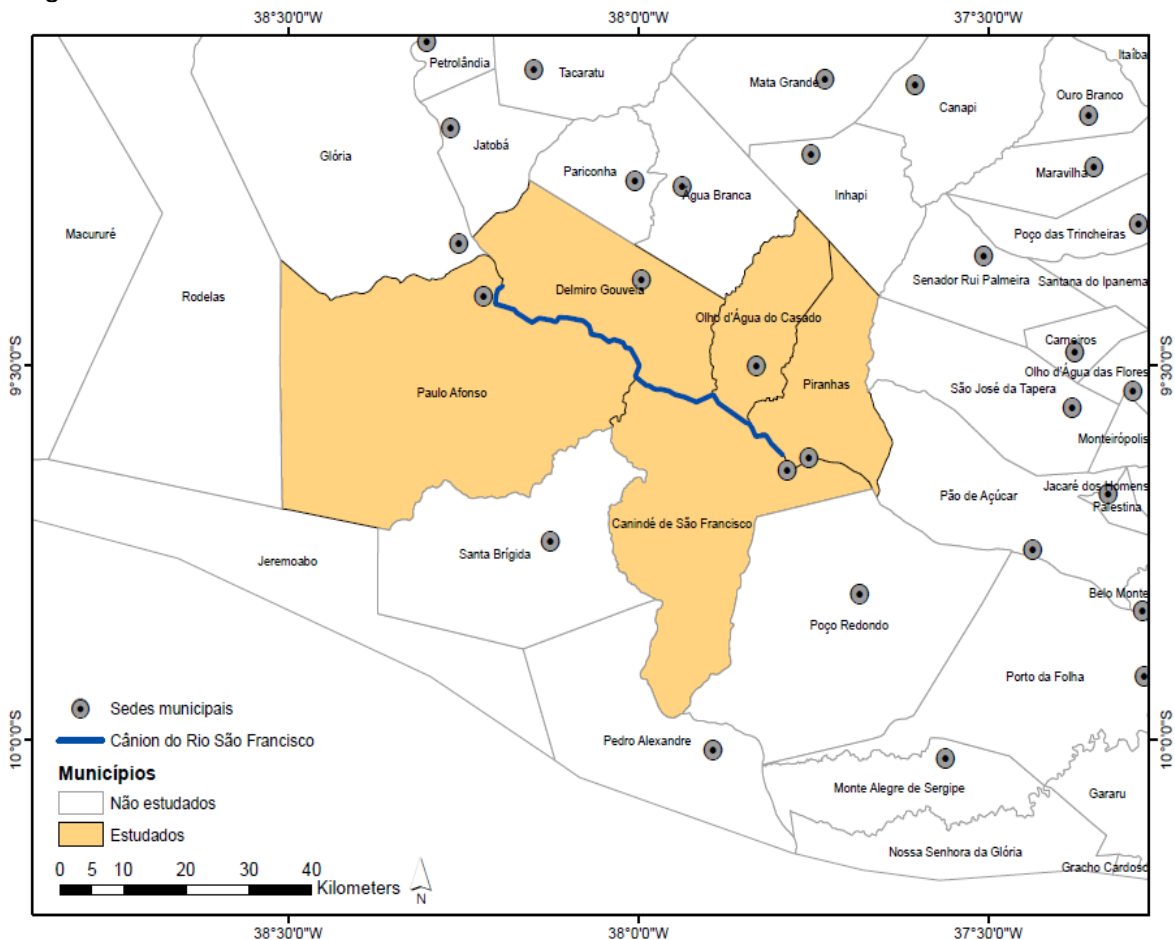 38°30'0"W 38°0'0"W 37°30'0"W
Petrolândia
Tacaratu
Itaíba
Mata Grande
Canapi
Ouro Branco
Glória
Jatobá
Pariconha
Água Branca
Inhapi
Maravilha
Macururé
Poço das Trincheiras
Rodelas
Delmiro Gouveia
Senador Rui Palmeira
Santana do Ipanema
Olho d'Água do Casado
Carneiros
9°30'0"S 9°30'0"S
Olho d'Água das Flores
Paulo Afonso
Piranhas
São José da Tapera
Monteirópolis
Jacaré dos Homens
Pão de Açúcar
Palestina
Canindé de São Francisco
Santa Brígida
Jeremoabo
Belo Monte
Poço Redondo
Porto da Folha
Sedes municipais
Cânion do Rio São Francisco
Pedro Alexandre
10°0'0"S 10°0'0"S
Municípios
Não estudados
Estudados
Monte Alegre de Sergipe
Gararu
Nossa Senhora da Glória
Gracho Cardoso
0 5 10 20 30 40
Kilometers
N
38°30'0"W 38°0'0"W 37°30'0"W